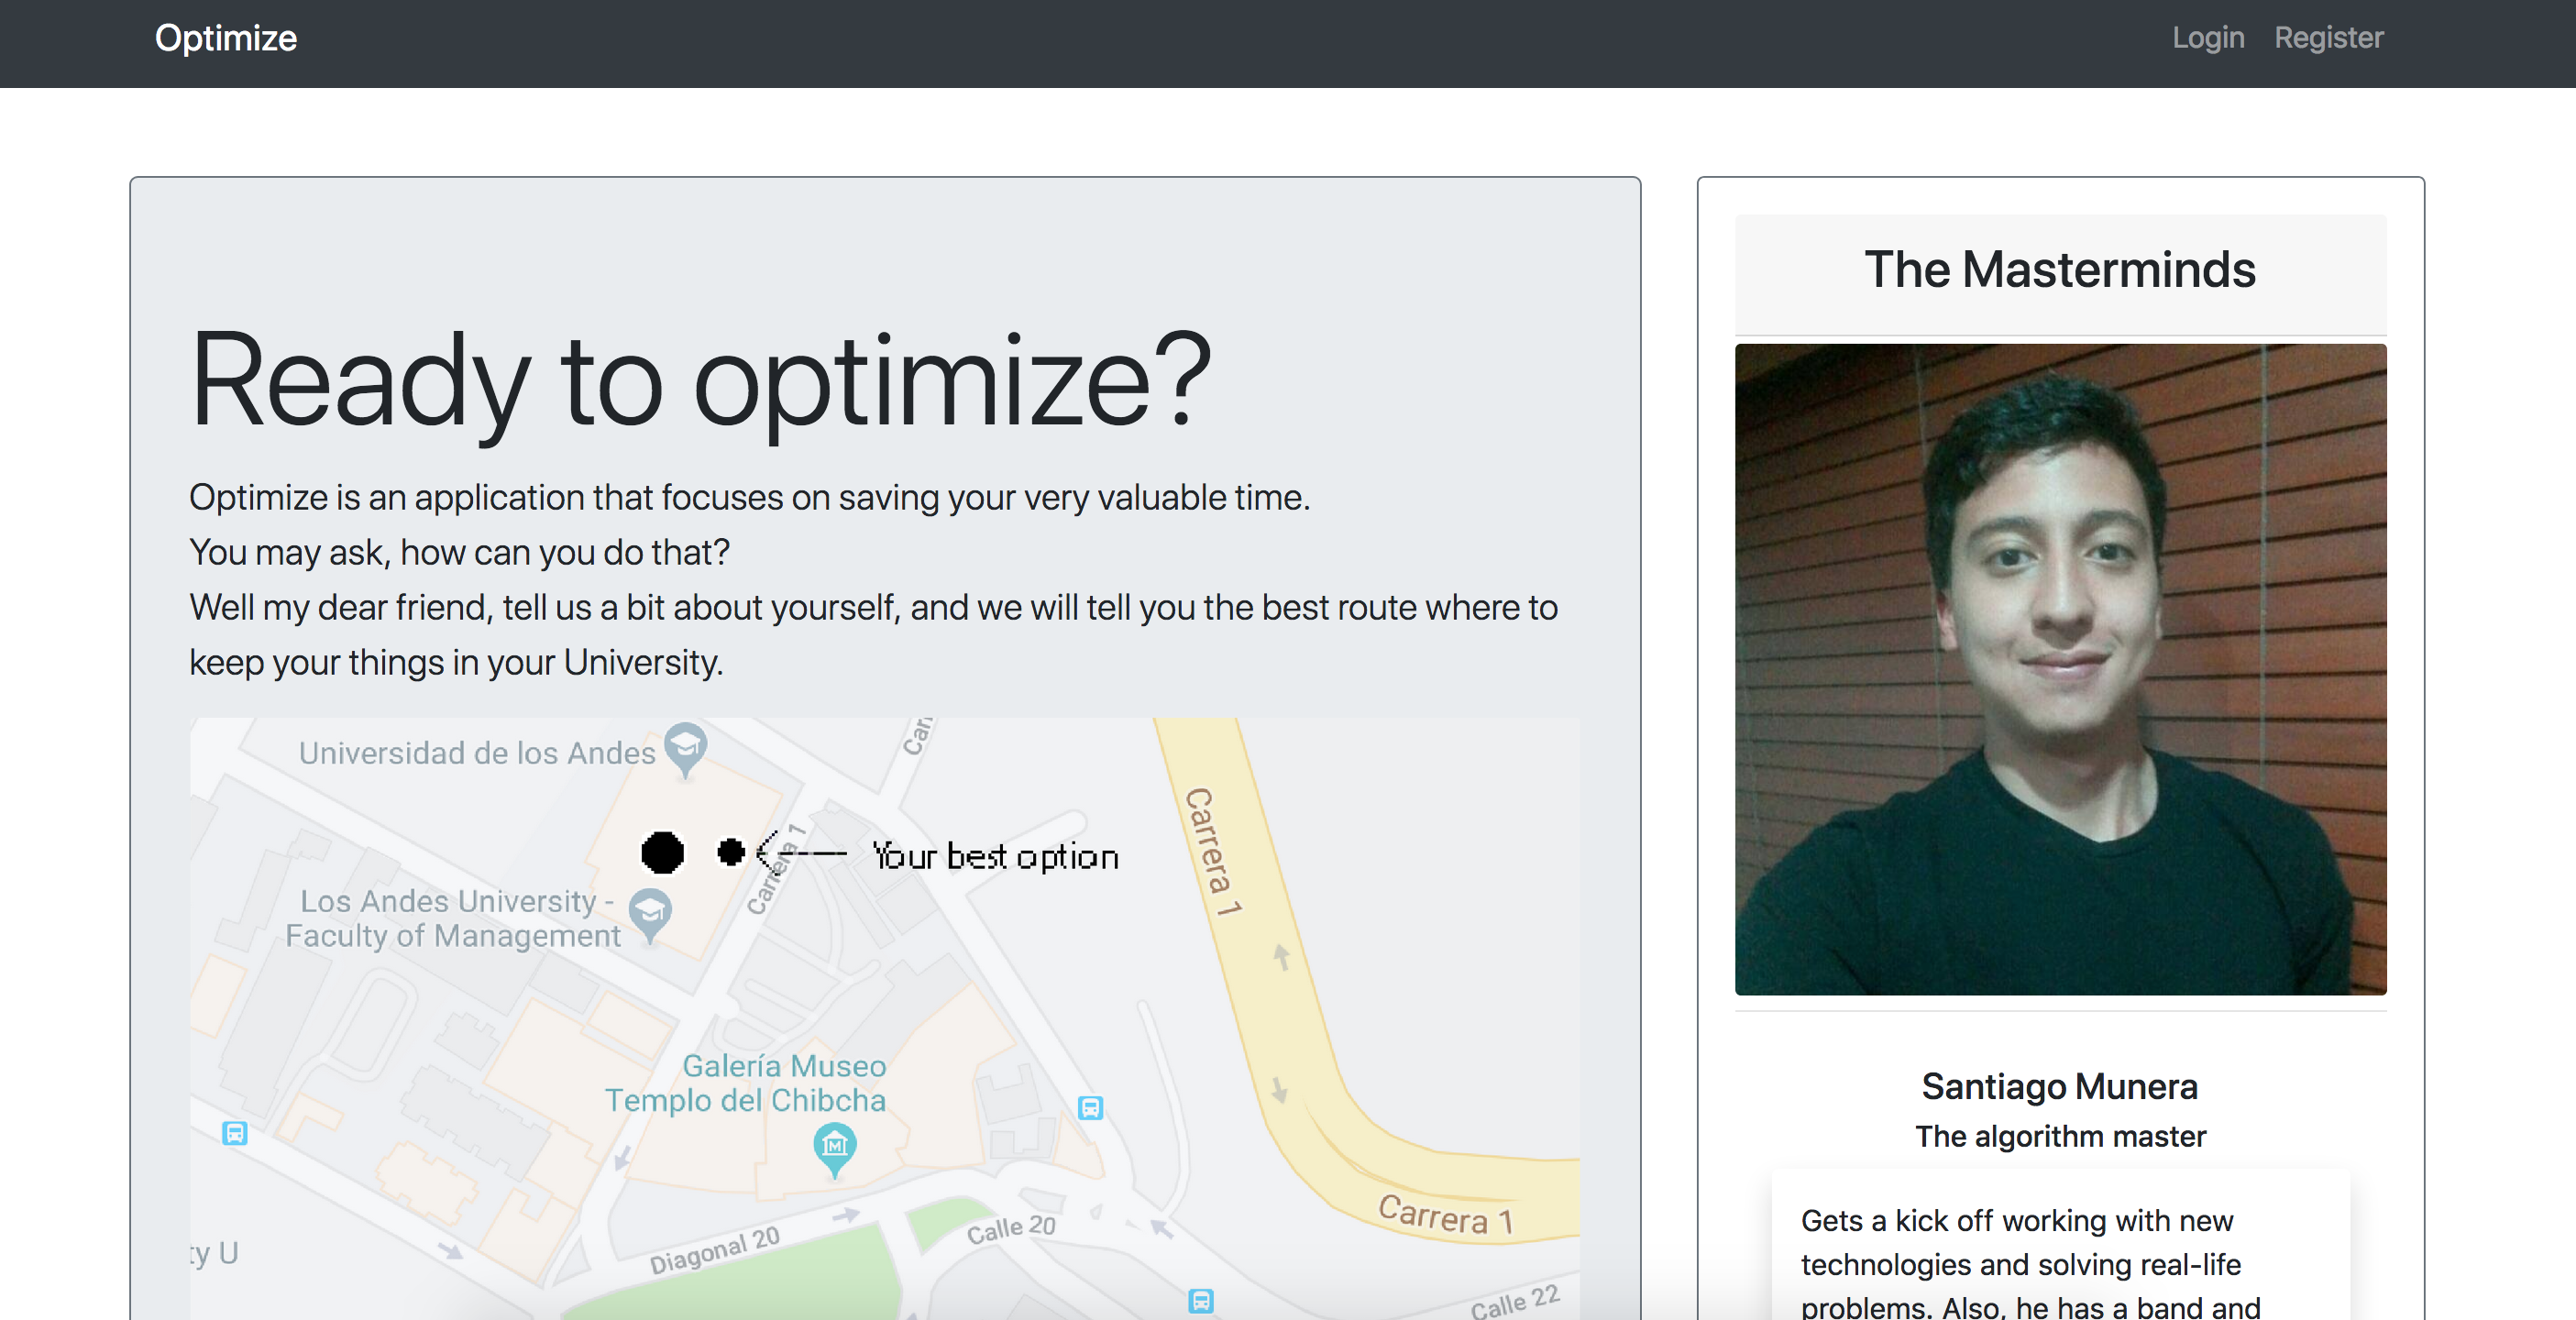 Optimize
Login Register
Ready to optimize?
Optimize is an application that focuses on saving your very valuable time.
You may ask, how can you do that?
Well my dear friend, tell us a bit about yourself, and we will tell you the best route where to
keep your things in your University.
Universidad de los Andes
Carrera 1
Your best option
Los Andes University -
Faculty of Management
Carrera 1
Galería Museo
Templo del Chibcha
Carrera 1
Diagonal 20
Calle 20
ty U
Calle 22
The Masterminds
Santiago Munera
The algorithm master
Gets a kick off working with new
technologies and solving real-life
problems. Also, he has a band and